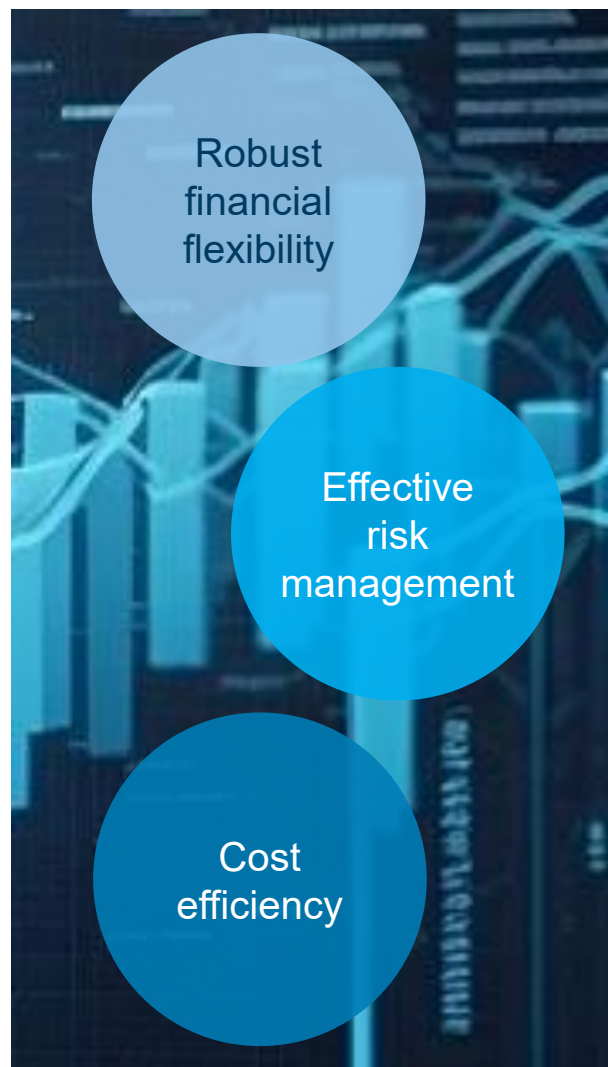 Robust
financial
flexibility
Effective
risk
management
Cost
efficiency